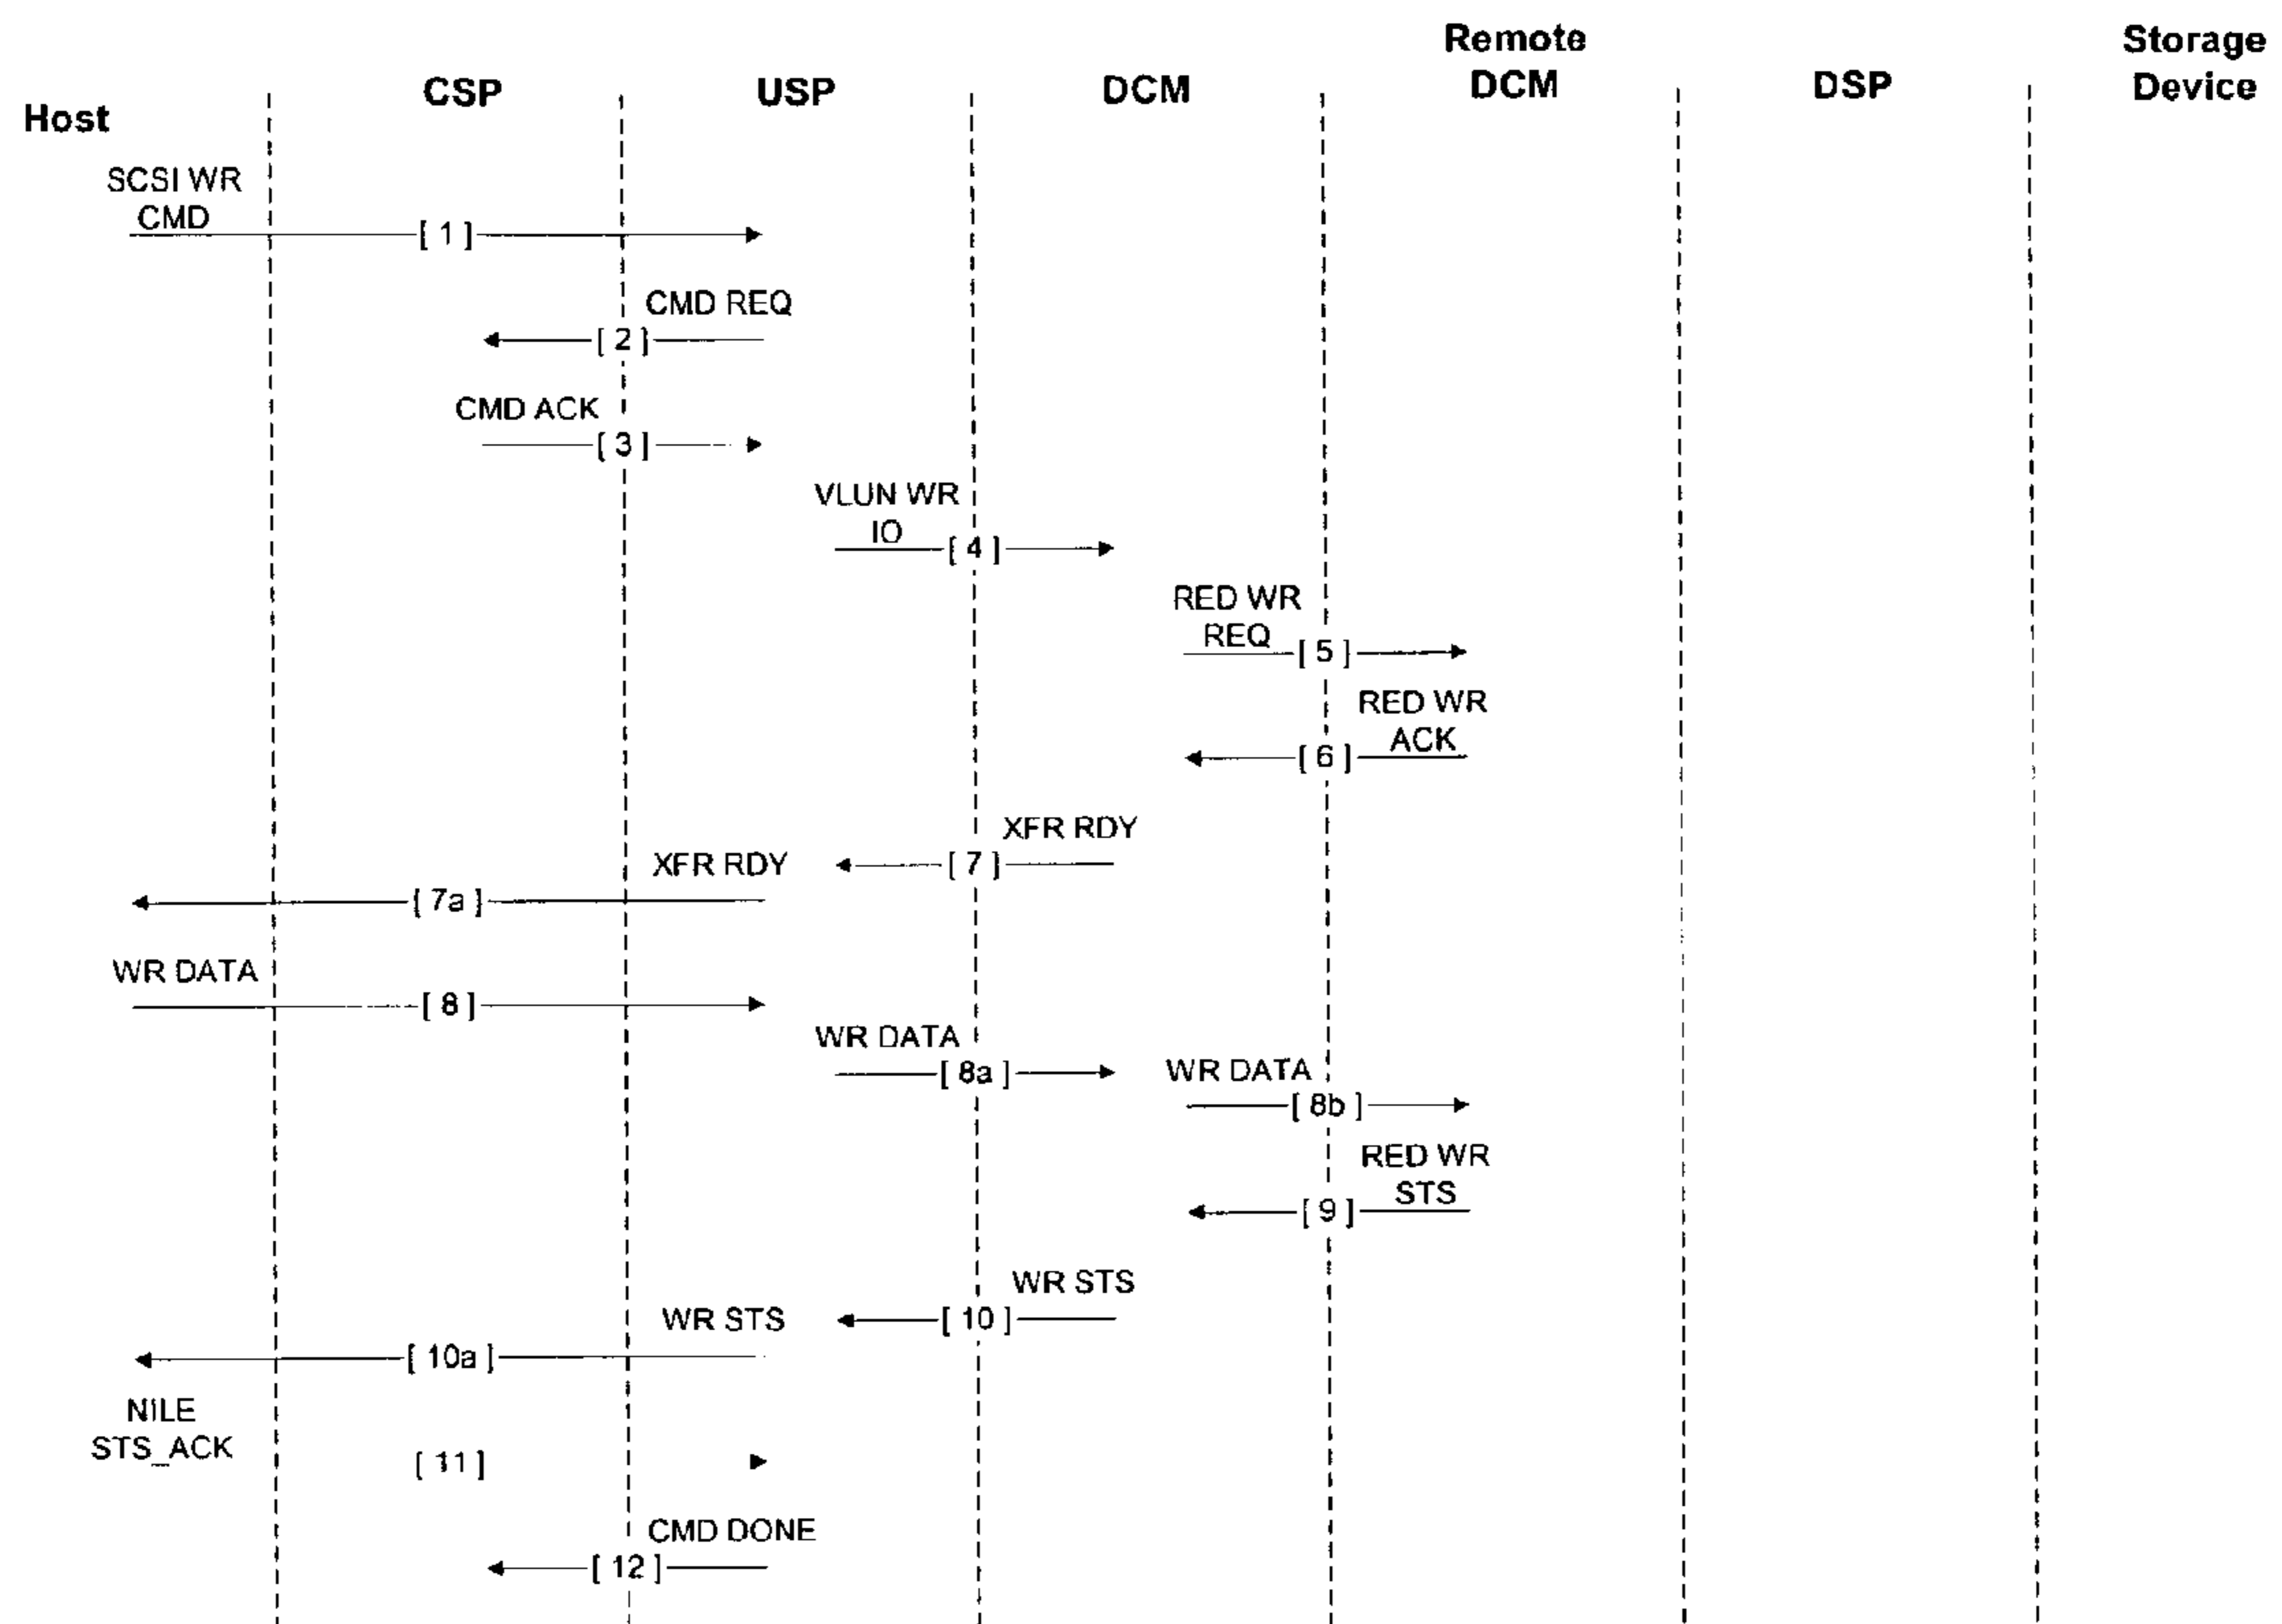 Remote
Storage
Host
CSP
USP
DCM
DCM
DSP
Device
SCSI WR
CMD
[ 1 ]
CMD REQ
[ 2 ]
CMD ACK
[ 3 ]
VLUN WR
IO
[ 4 ]
RED WR
REQ
[ 5 ]
RED WR
ACK
[ 6 ]
XFR RDY
[ 7 ]
XFR RDY
[ 7a ]
WR DATA
[ 8 ]
WR DATA
[ 8a ]
WR DATA
[ 8b ]
RED WR
STS
[ 9 ]
WR STS
[ 10 ]
WR STS
[ 10a ]
NILE
STS_ACK
[ 11 ]
CMD DONE
[ 12 ]